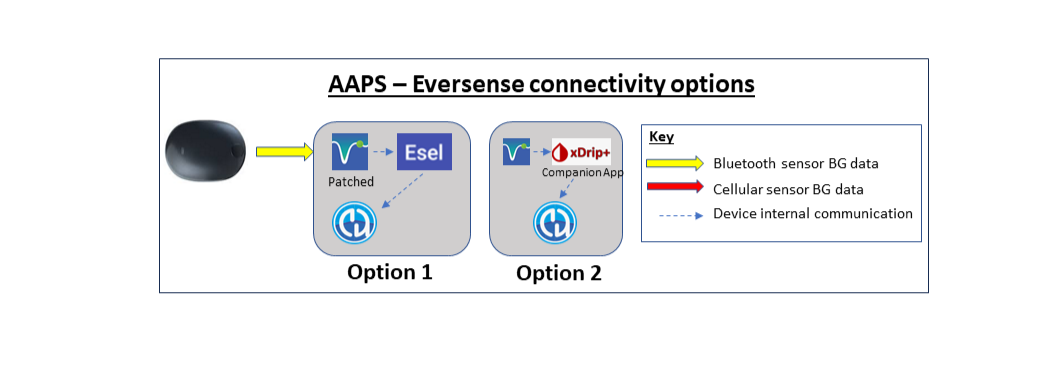 AAPS – Eversense connectivity options
Patched
Esel
Option 1
xDrip+
Companion App
Option 2
Key
Bluetooth sensor BG data
Cellular sensor BG data
Device internal communication